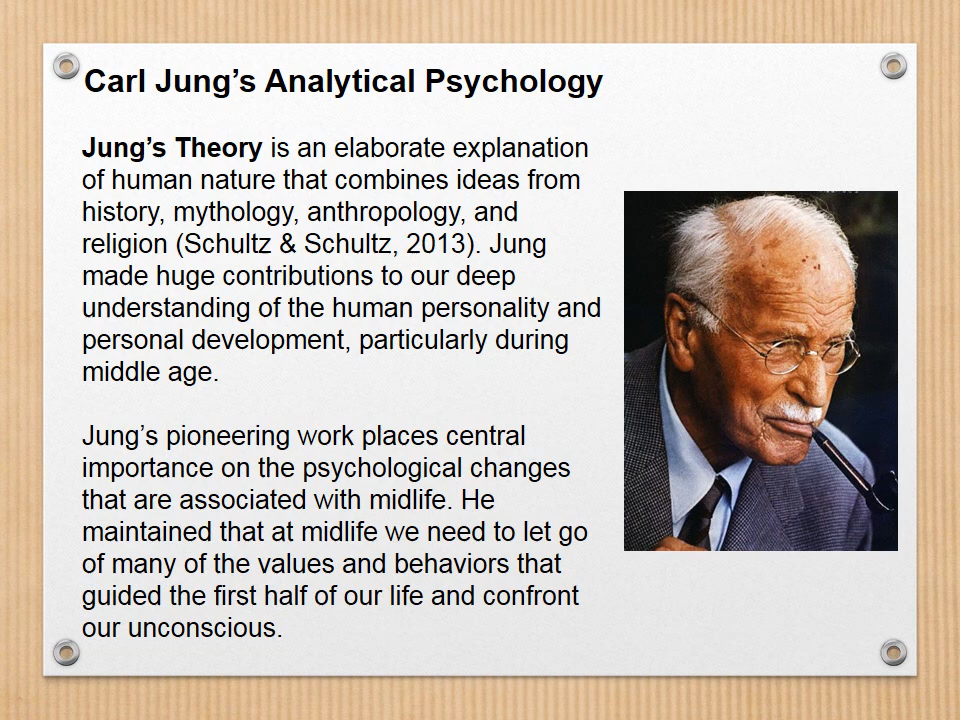 Carl Jung’s Analytical Psychology
Jung’s Theory is an elaborate explanation
of human nature that combines ideas from
history, mythology, anthropology, and
religion (Schultz & Schultz, 2013). Jung
made huge contributions to our deep
understanding of the human personality and
personal development, particularly during
middle age.
Jung’s pioneering work places central
importance on the psychological changes
that are associated with midlife. He
maintained that at midlife we need to let go
of many of the values and behaviors that
guided the first half of our life and confront
our unconscious.